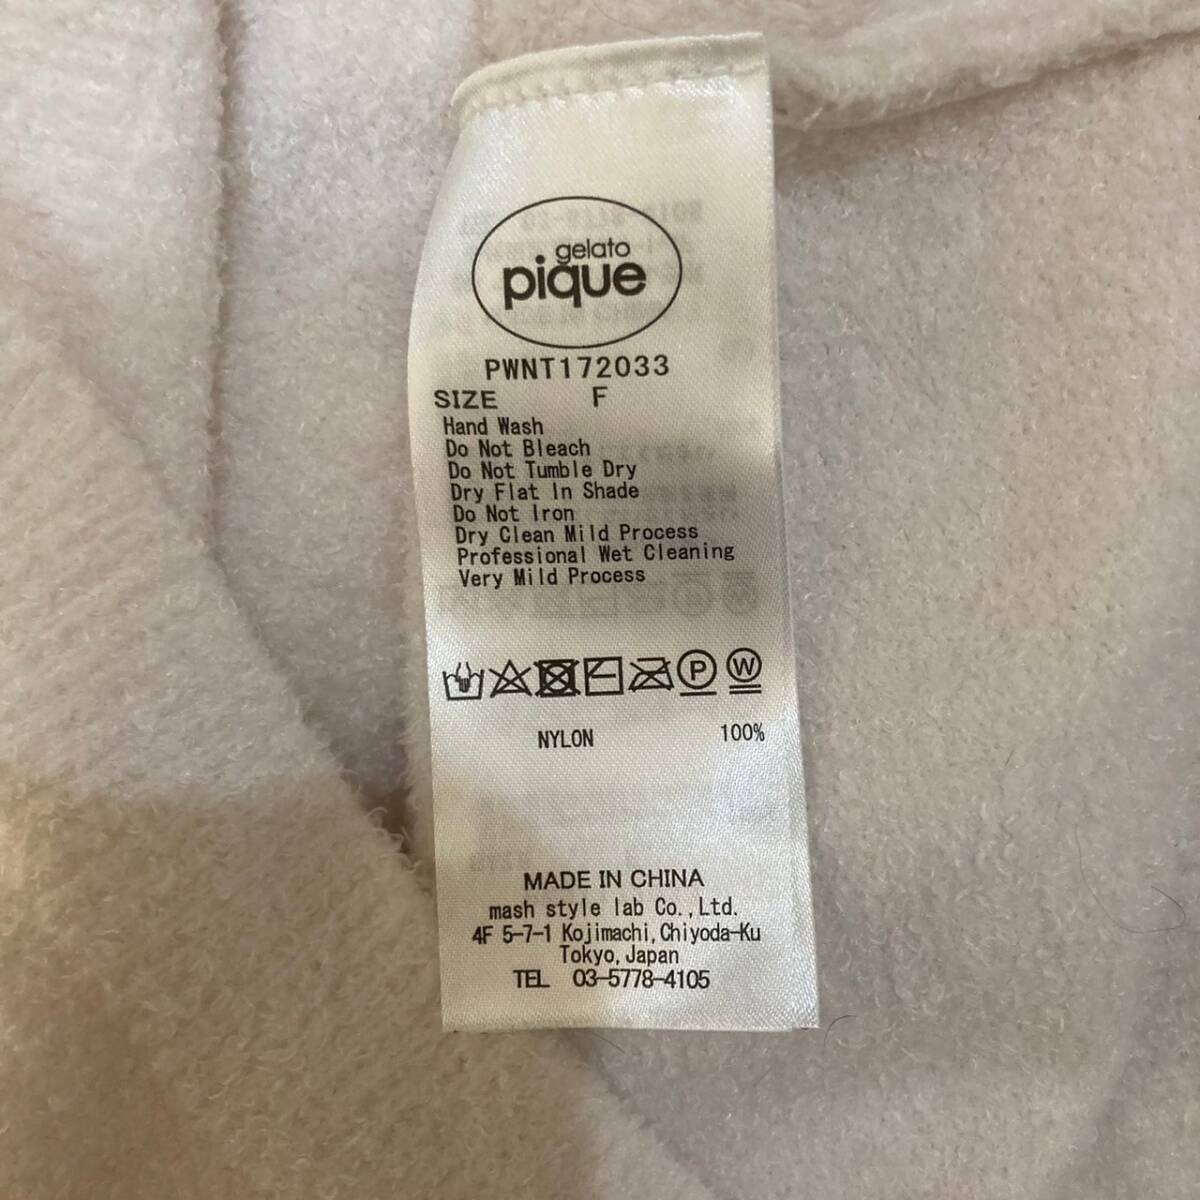 gelato
pique
PWNT172033
SIZE F
Hand Wash
Do Not Bleach
Do Not Tumble Dry
Dry Flat In Shade
Do Not Iron
Dry Clean Mild Process
Professional Wet Cleaning
Very Mild Process
P W
NYLON 100%
MADE IN CHINA
mash style lab Co.,Ltd.
4F 5-7-1 Kojimachi,Chiyoda-Ku
Tokyo,Japan
TEL 03-5778-4105